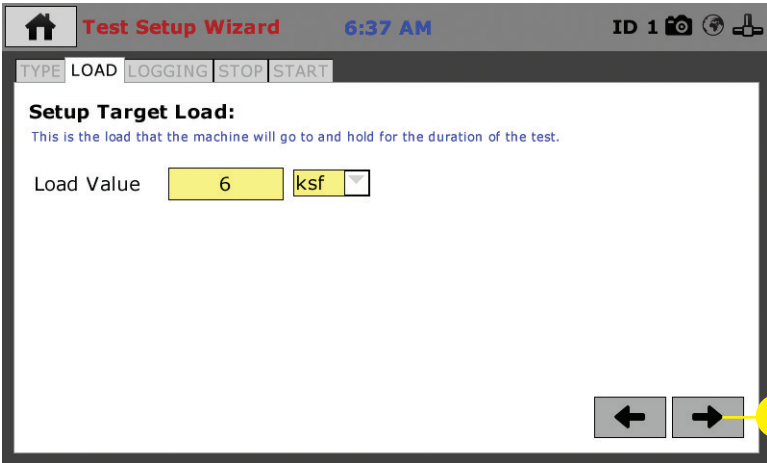 Test Setup Wizard 6:37 AM ID 1
TYPE LOAD LOGGING STOP START
Setup Target Load:
This is the load that the machine will go to and hold for the duration of the test.
Load Value 6 ksf